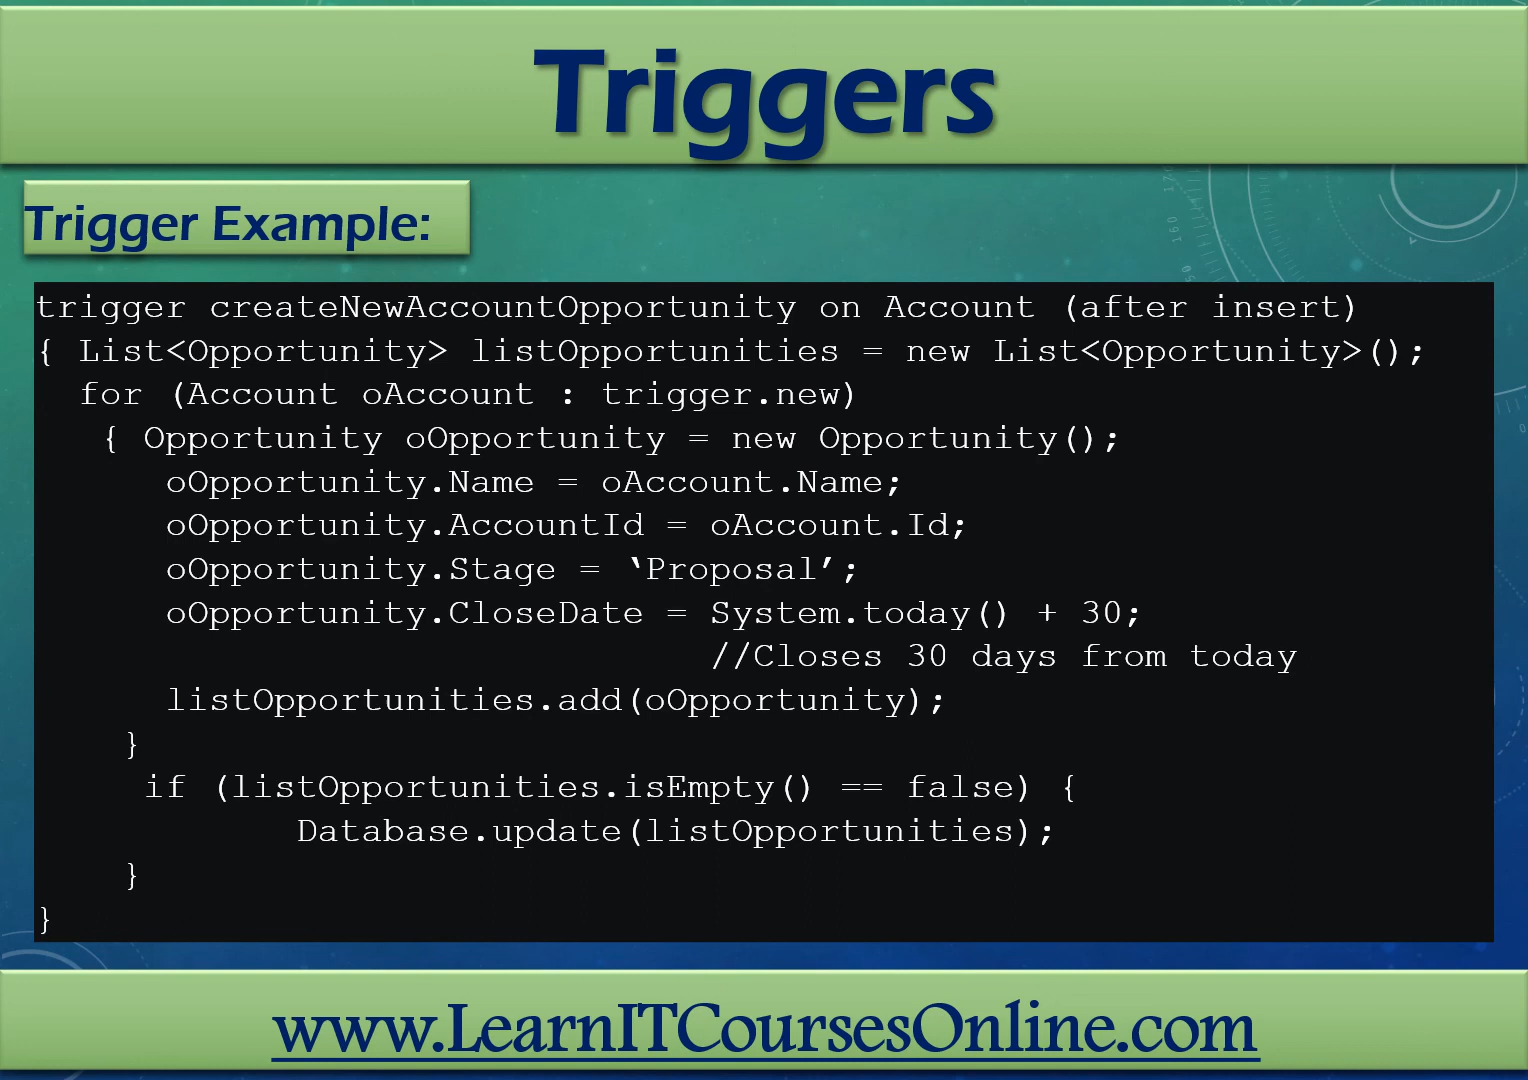 Triggers
Trigger Example:
trigger createNewAccountOpportunity on Account (after insert)
{ List<Opportunity> listOpportunities = new List<Opportunity>();
for (Account oAccount : trigger.new)
{ Opportunity oOpportunity = new Opportunity();
oOpportunity.Name = oAccount.Name;
oOpportunity.AccountId = oAccount.Id;
oOpportunity.Stage = ‘Proposal’;
oOpportunity.CloseDate = System.today() + 30;
//Closes 30 days from today
listOpportunities.add(oOpportunity);
}
if (listOpportunities.isEmpty() == false) {
Database.update(listOpportunities);
}
}
www.LearnITCoursesOnline.com